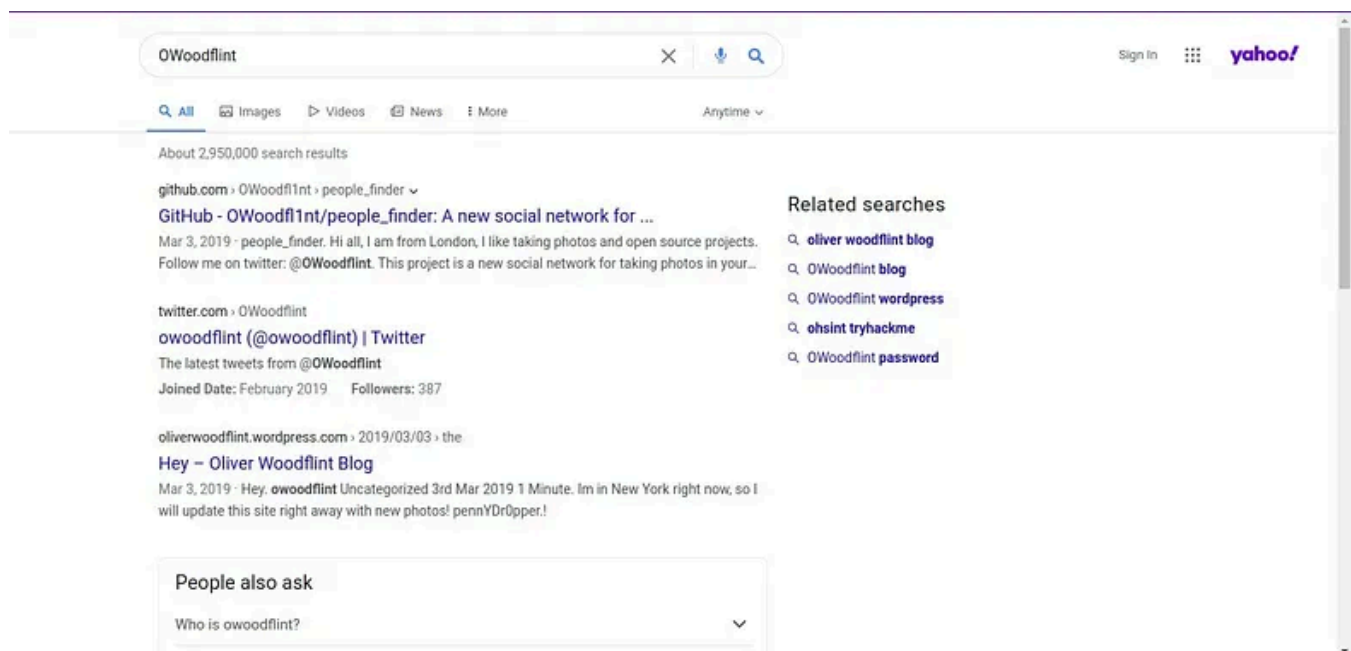 OWoodflint
Sign In
yahoo!
All Images Videos News More Anytime
About 2,950,000 search results
github.com › OWoodfl1nt › people_finder
GitHub - OWoodfl1nt/people_finder: A new social network for ...
Mar 3, 2019 · people_finder. Hi all, I am from London, I like taking photos and open source projects.
Follow me on twitter: @OWoodflint. This project is a new social network for taking photos in your...
twitter.com › OWoodflint
owoodflint (@owoodflint) | Twitter
The latest tweets from @OWoodflint
Joined Date: February 2019 Followers: 387
oliverwoodflint.wordpress.com › 2019/03/03 › the
Hey – Oliver Woodflint Blog
Mar 3, 2019 · Hey. owoodflint Uncategorized 3rd Mar 2019 1 Minute. Im in New York right now, so I
will update this site right away with new photos! pennYDr0pper.!
People also ask
Who is owoodflint?
Related searches
oliver woodflint blog
OWoodflint blog
OWoodflint wordpress
ohsint tryhackme
OWoodflint password